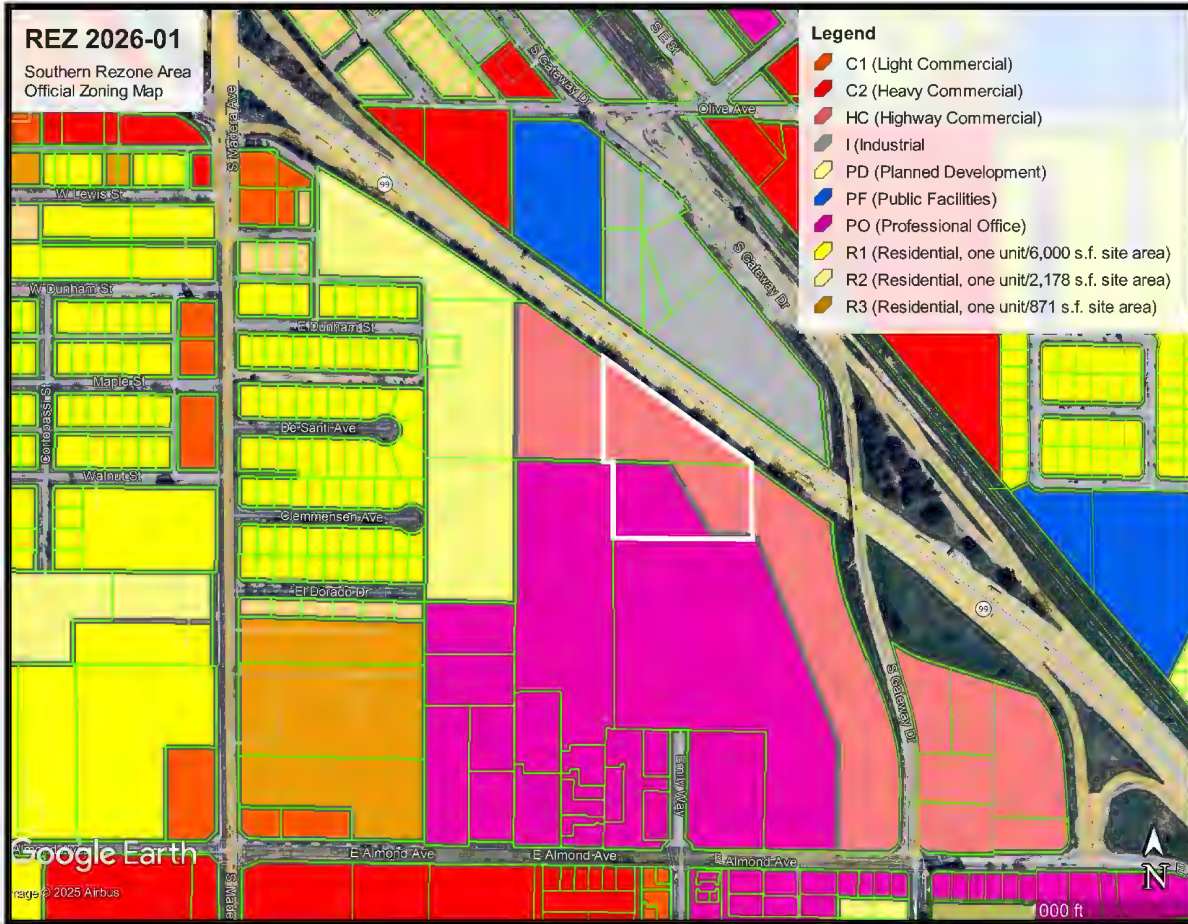 REZ 2026-01
Southern Rezone Area
Official Zoning Map
Legend
C1 (Light Commercial)
C2 (Heavy Commercial)
HC (Highway Commercial)
I (Industrial
PD (Planned Development)
PF (Public Facilities)
PO (Professional Office)
R1 (Residential, one unit/6,000 s.f. site area)
R2 (Residential, one unit/2,178 s.f. site area)
R3 (Residential, one unit/871 s.f. site area)
S E St
S Gateway Dr
Olive Ave
S Madera Ave
99
W Lewis St
S Gateway Dr
W Dunham St
E Dunham St
Maple St
Cortopassi St
De Santi Ave
Walnut St
Clemmensen Ave
El Dorado Dr
99
S Gateway Dr
Emily Way
Google Earth
E Almond Ave
E Almond Ave
E Almond Ave
N
000 ft
mage © 2025 Airbus